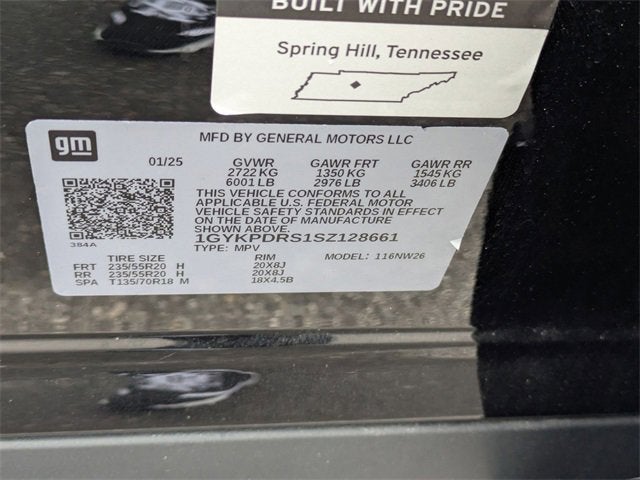 BUILT WITH PRIDE
Spring Hill, Tennessee
gm
MFD BY GENERAL MOTORS LLC
01/25 GVWR GAWR FRT GAWR RR
2722 KG 1350 KG 1545 KG
6001 LB 2976 LB 3406 LB
THIS VEHICLE CONFORMS TO ALL
APPLICABLE U.S. FEDERAL MOTOR
VEHICLE SAFETY STANDARDS IN EFFECT
ON THE DATE OF MANUFACTURE
SHOWN ABOVE.
384A 1GYKPDRS1SZ128661
TYPE: MPV MODEL: 116NW26
TIRE SIZE RIM
FRT 235/55R20 H 20X8J
RR 235/55R20 H 20X8J
SPA T135/70R18 M 18X4.5B